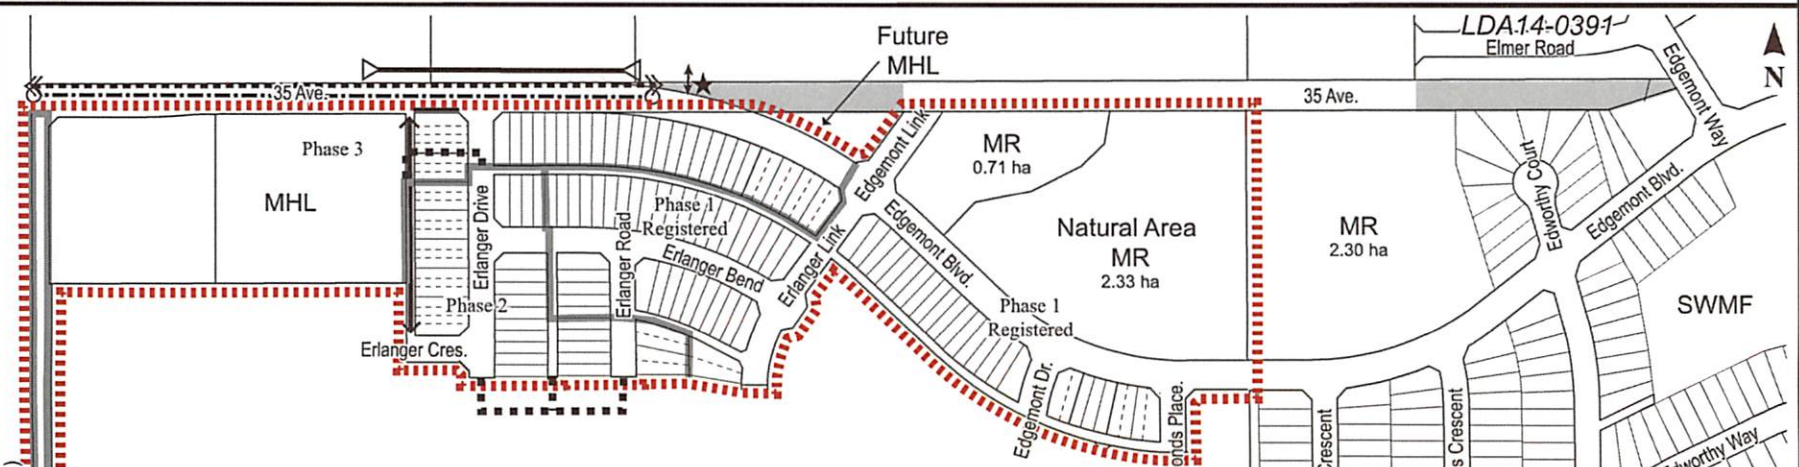 LDA14-0391
Elmer Road
Edgemont Way
N
Future
MHL
35 Ave.
35 Ave.
Phase 3
MHL
Edgemont Link
MR
0.71 ha
Natural Area
MR
2.33 ha
MR
2.30 ha
Edworthy Court
Edgemont Blvd.
SWMF
Erlanger Drive
Phase 1
Registered
Erlanger Road
Erlanger Bend
Erlanger Link
Edgemont Blvd.
Phase 1
Registered
Phase 2
Erlanger Cres.
Edgemont Dr.
onds Place.
Crescent
s Crescent
dworthy Way